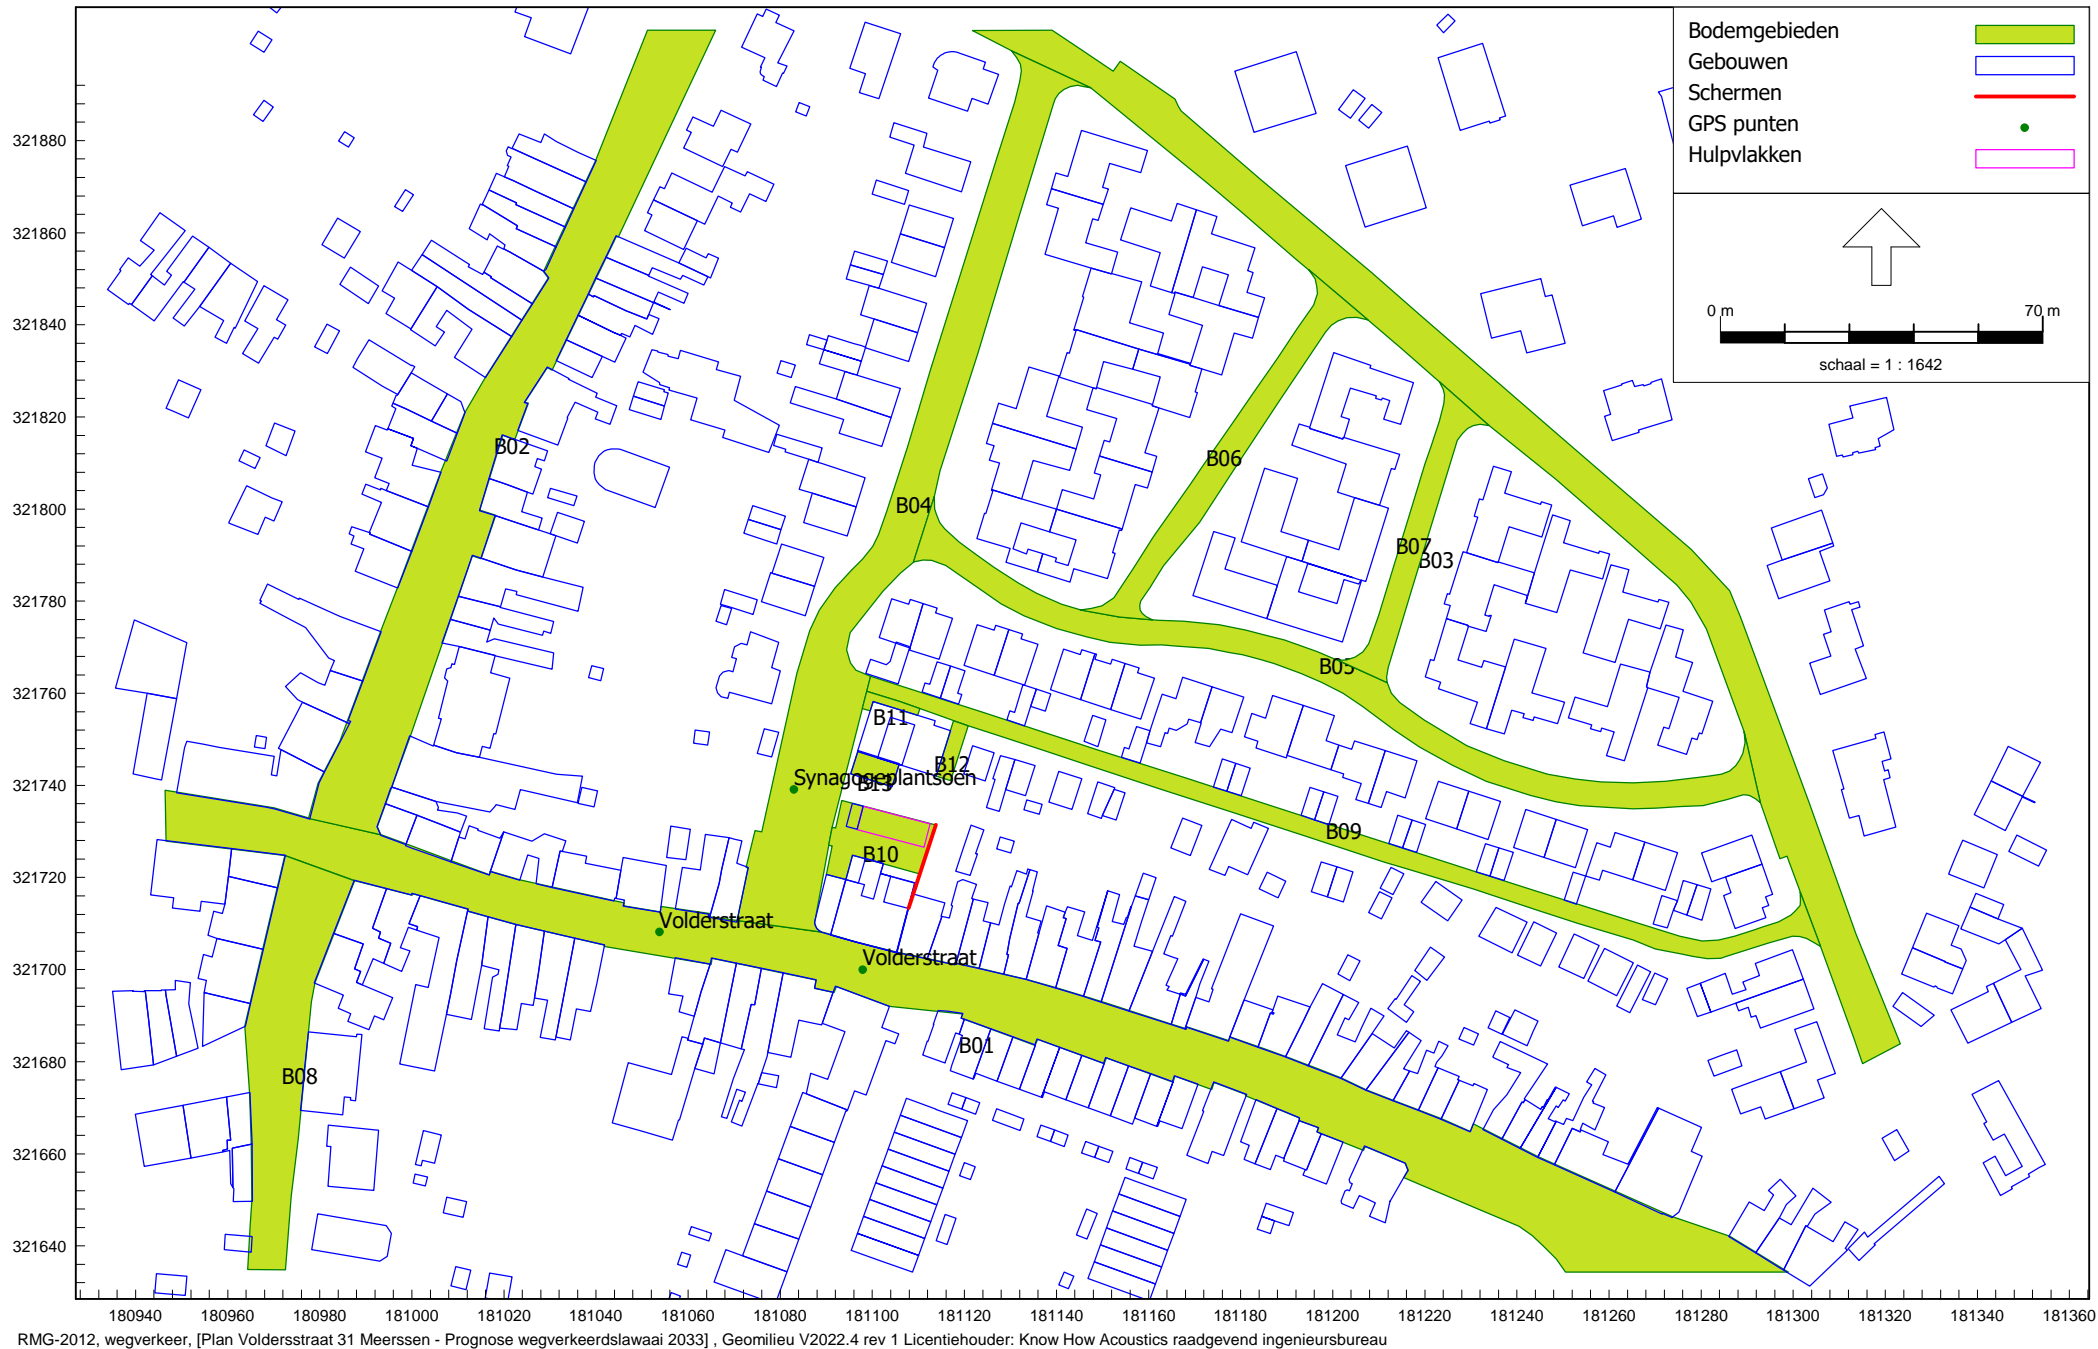 Bodemgebieden
Gebouwen
Schermen
GPS punten
Hulpvlakken
0 m 70 m
schaal = 1 : 1642
321880
321860
321840
321820
321800
321780
321760
321740
321720
321700
321680
321660
321640
B02
B04
B06
B07
B03
B05
B11
B12
Synagogeplantsoen
B13
B09
B10
Volderstraat
Volderstraat
B01
B08
180940 180960 180980 181000 181020 181040 181060 181080 181100 181120 181140 181160 181180 181200 181220 181240 181260 181280 181300 181320 181340 181360
RMG-2012, wegverkeer, [Plan Voldersstraat 31 Meerssen - Prognose wegverkeerdslawaai 2033] , Geomilieu V2022.4 rev 1 Licentiehouder: Know How Acoustics raadgevend ingenieursbureau